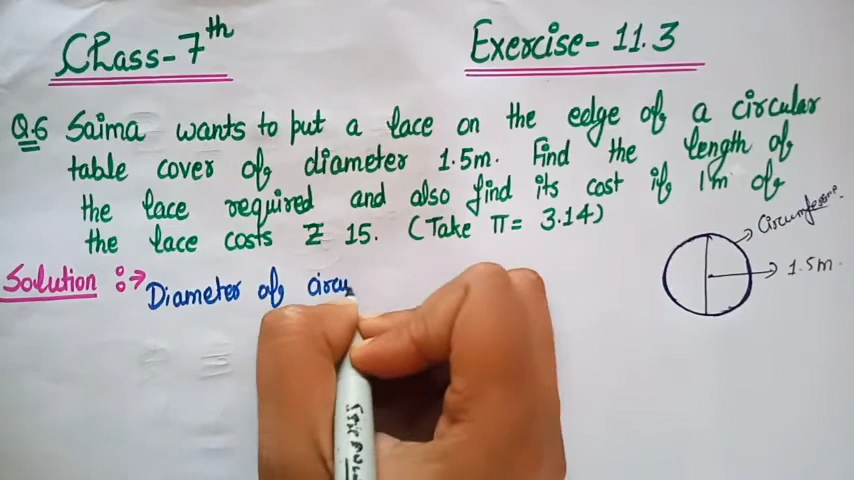 Class-7th
Exercise-11.3
Q.6 Saima wants to put a lace on the edge of a circular
table cover of diameter 1.5m. Find the length of
the lace required and also find its cost if 1m of
the lace costs ₹ 15. (Take π = 3.14)
Circumference.
1.5m.
Solution :→
Diameter of circu